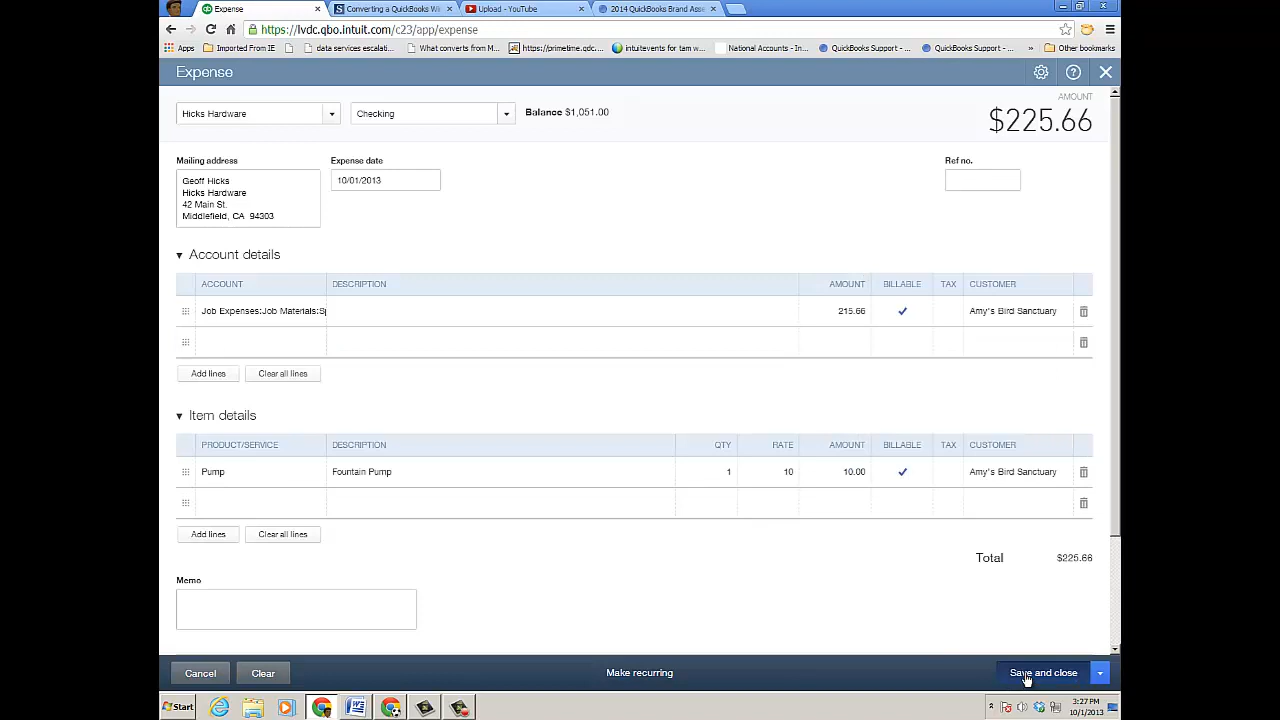 Expense
Converting a QuickBooks Wi
Upload - YouTube
2014 QuickBooks Brand Asse
https://lvdc.qbo.intuit.com/c23/app/expense
Apps
Imported From IE
data services escalati...
What converts from M...
https://primetime.qdc....
intuitevents for tam w...
National Accounts - In...
QuickBooks Support - ...
QuickBooks Support - ...
»
Other bookmarks
Expense
Hicks Hardware
Checking
Balance $1,051.00
AMOUNT
$225.66
Mailing address
Expense date
Ref no.
Geoff Hicks
Hicks Hardware
42 Main St.
Middlefield, CA 94303
10/01/2013
Account details
ACCOUNT DESCRIPTION AMOUNT BILLABLE TAX CUSTOMER
Job Expenses:Job Materials:Sp 215.66 Amy's Bird Sanctuary
Add lines
Clear all lines
Item details
PRODUCT/SERVICE DESCRIPTION QTY RATE AMOUNT BILLABLE TAX CUSTOMER
Pump Fountain Pump 1 10 10.00 Amy's Bird Sanctuary
Add lines
Clear all lines
Total $225.66
Memo
Cancel
Clear
Make recurring
Save and close
Start
3:27 PM
10/1/2013